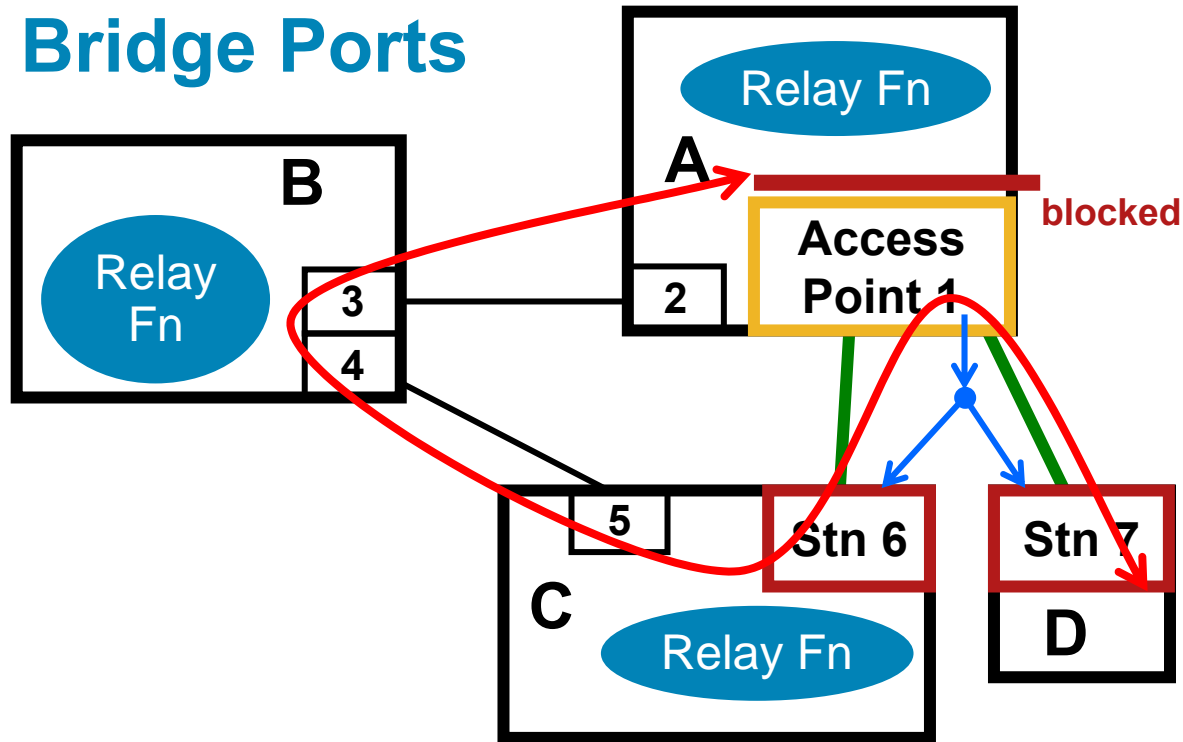 Bridge Ports
Relay Fn
A
blocked
Access
Point 1
2
B
Relay
Fn
3
4
5
Stn 6
C
Relay Fn
Stn 7
D